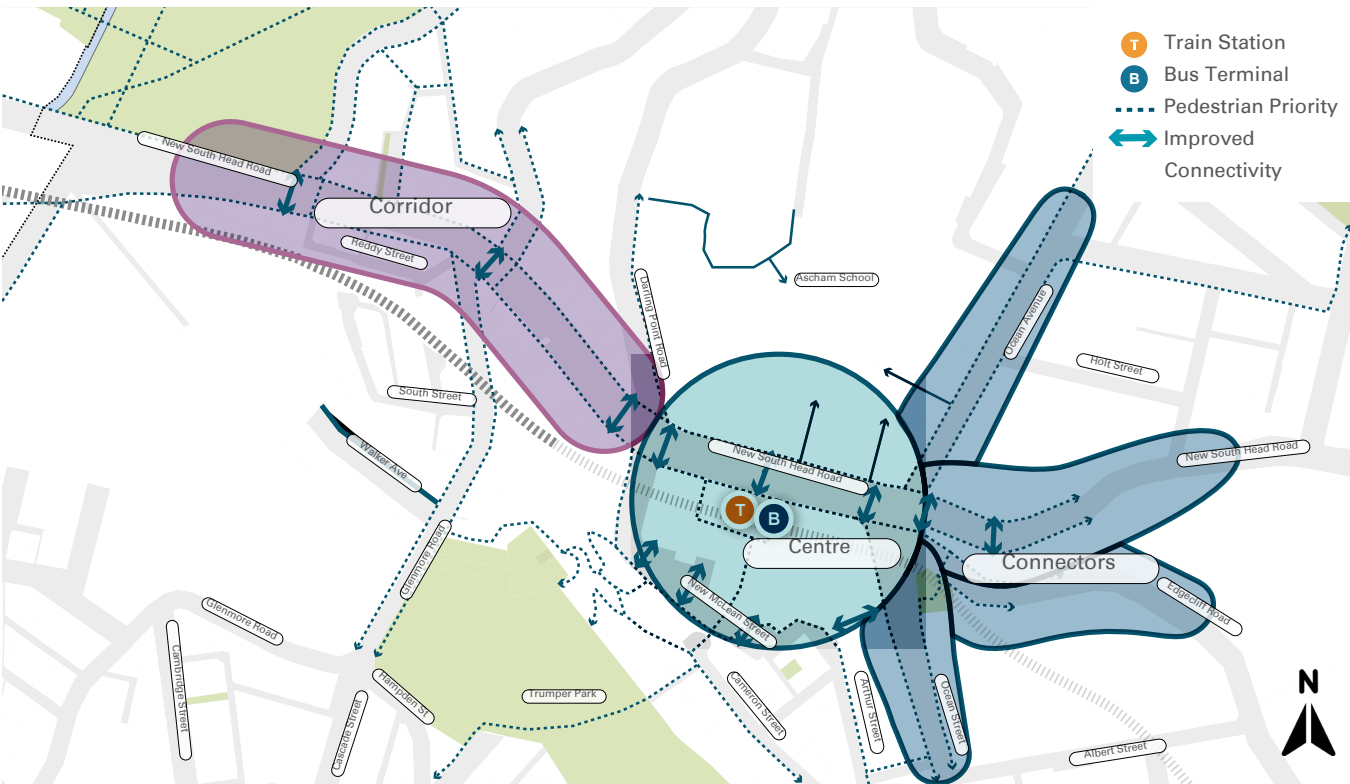 T
Train Station
B
Bus Terminal
Pedestrian Priority
Improved
Connectivity
New South Head Road
Corridor
Reddy Street
Ascham School
Darling Point Road
Ocean Avenue
Holt Street
South Street
New South Head Road
Walker Ave
New South Head Road
T
B
Centre
Connectors
Glenmore Road
Edgecliff Road
New McLean Street
Glenmore Road
Cambridge Street
Hampden St
Trumper Park
Cameron Street
Arthur Street
Ocean Street
Cascade Street
Albert Street
N